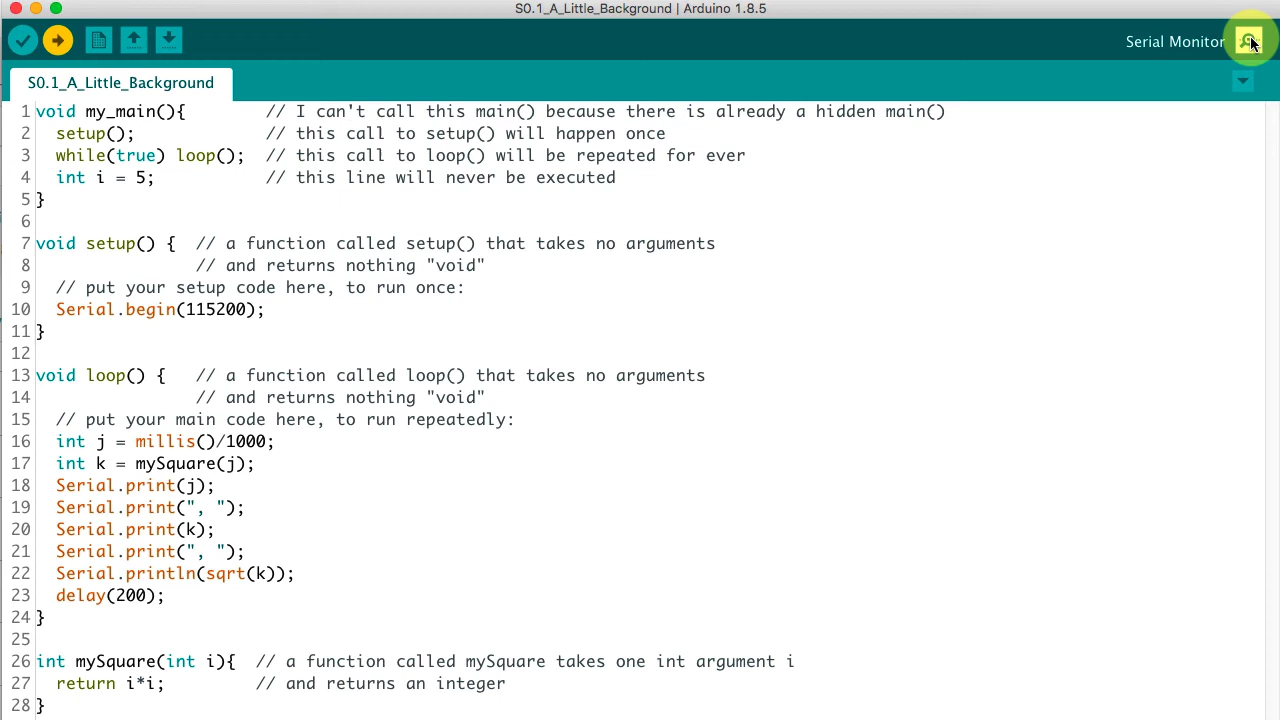 S0.1_A_Little_Background | Arduino 1.8.5
Serial Monitor
S0.1_A_Little_Background
1 void my_main(){        // I can't call this main() because there is already a hidden main()
2   setup();             // this call to setup() will happen once
3   while(true) loop();  // this call to loop() will be repeated for ever
4   int i = 5;           // this line will never be executed
5 }
6
7 void setup() {  // a function called setup() that takes no arguments
8                 // and returns nothing "void"
9   // put your setup code here, to run once:
10   Serial.begin(115200);
11 }
12
13 void loop() {   // a function called loop() that takes no arguments
14                 // and returns nothing "void"
15   // put your main code here, to run repeatedly:
16   int j = millis()/1000;
17   int k = mySquare(j);
18   Serial.print(j);
19   Serial.print(", ");
20   Serial.print(k);
21   Serial.print(", ");
22   Serial.println(sqrt(k));
23   delay(200);
24 }
25
26 int mySquare(int i){  // a function called mySquare takes one int argument i
27   return i*i;         // and returns an integer
28 }